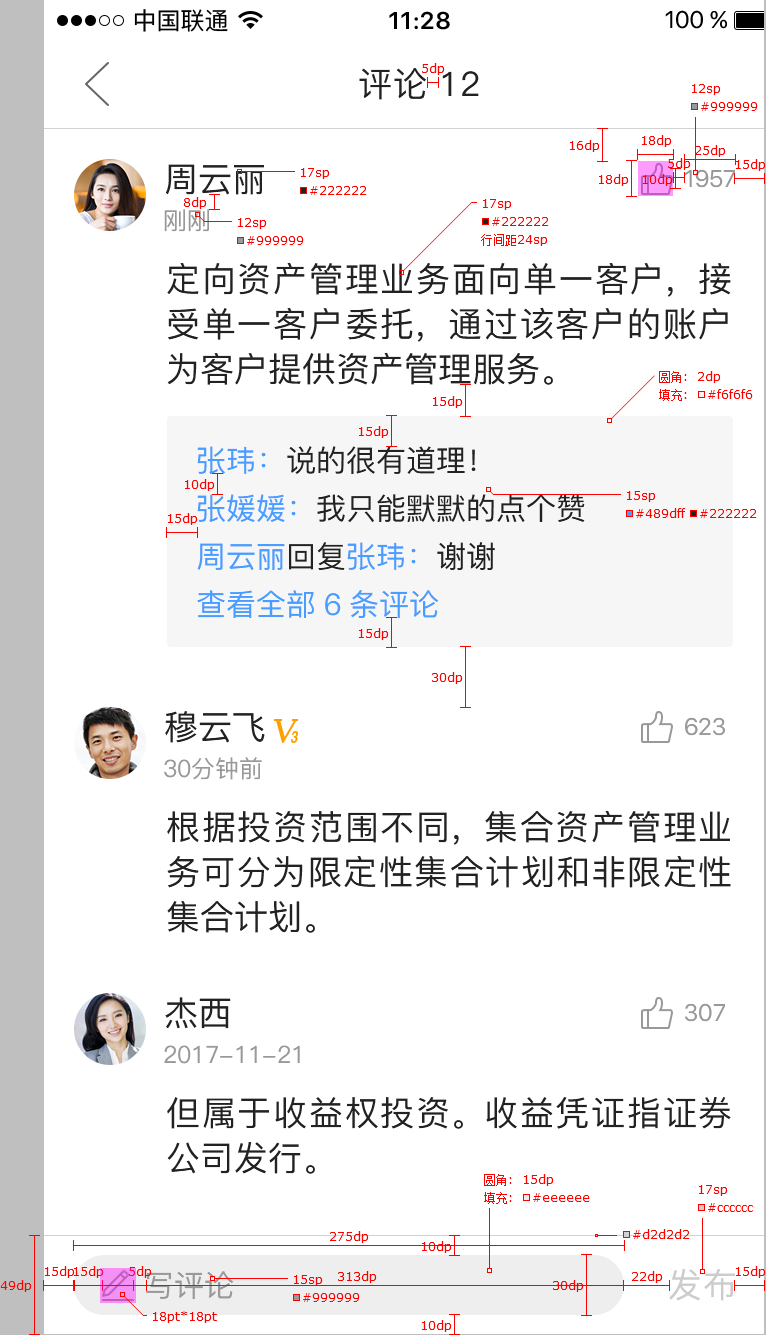 中国联通 11:28 100 %
5dp
评论 12
12sp
#999999
16dp 18dp 25dp
5dp 15dp
周云丽 17sp
#222222
18dp 10dp 1957
8dp
刚刚 12sp
#999999
17sp
#222222
行间距24sp
定向资产管理业务面向单一客户，接
受单一客户委托，通过该客户的账户
为客户提供资产管理服务。
圆角： 2dp
填充： #f6f6f6
15dp
15dp
张玮：说的很有道理！
10dp
张媛媛：我只能默默的点个赞
15sp
#489dff #222222
15dp
周云丽回复张玮：谢谢
查看全部 6 条评论
15dp
30dp
穆云飞 V3 623
30分钟前
根据投资范围不同，集合资产管理业
务可分为限定性集合计划和非限定性
集合计划。
杰西 307
2017-11-21
但属于收益权投资。收益凭证指证券
公司发行。
圆角： 15dp
填充： #eeeeee
17sp
#cccccc
275dp
#d2d2d2
10dp
49dp 15dp 15dp 5dp 写评论 15sp 313dp
#999999
30dp 22dp 发布 15dp
18pt*18pt
10dp